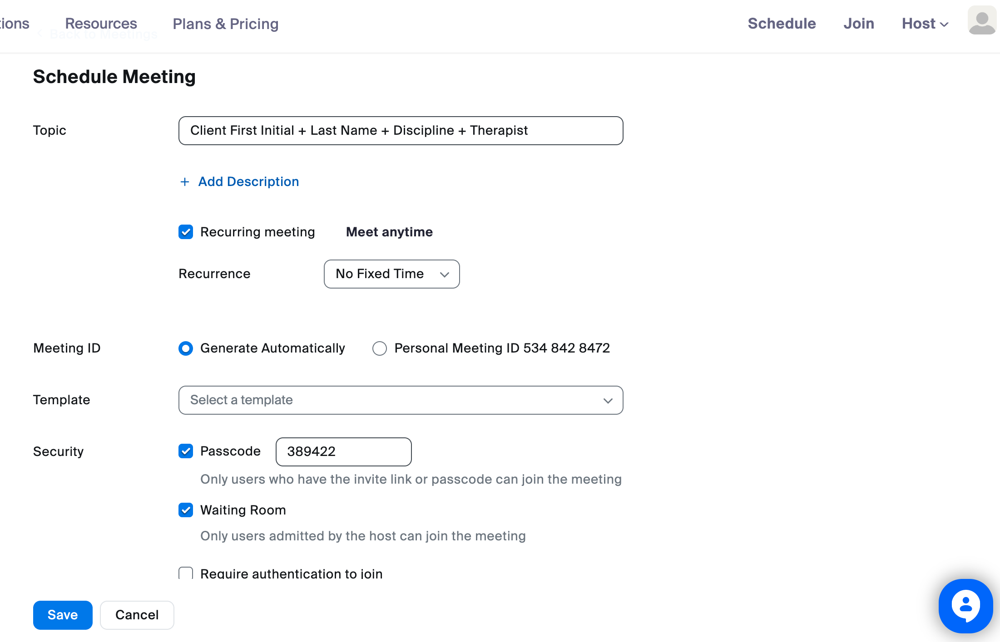 tions Resources Plans & Pricing Schedule Join Host
Back to Meetings
Schedule Meeting
Topic Client First Initial + Last Name + Discipline + Therapist
+ Add Description
Recurring meeting Meet anytime
Recurrence No Fixed Time
Meeting ID Generate Automatically Personal Meeting ID 534 842 8472
Template Select a template
Security Passcode 389422
Only users who have the invite link or passcode can join the meeting
Waiting Room
Only users admitted by the host can join the meeting
Require authentication to join
Save Cancel